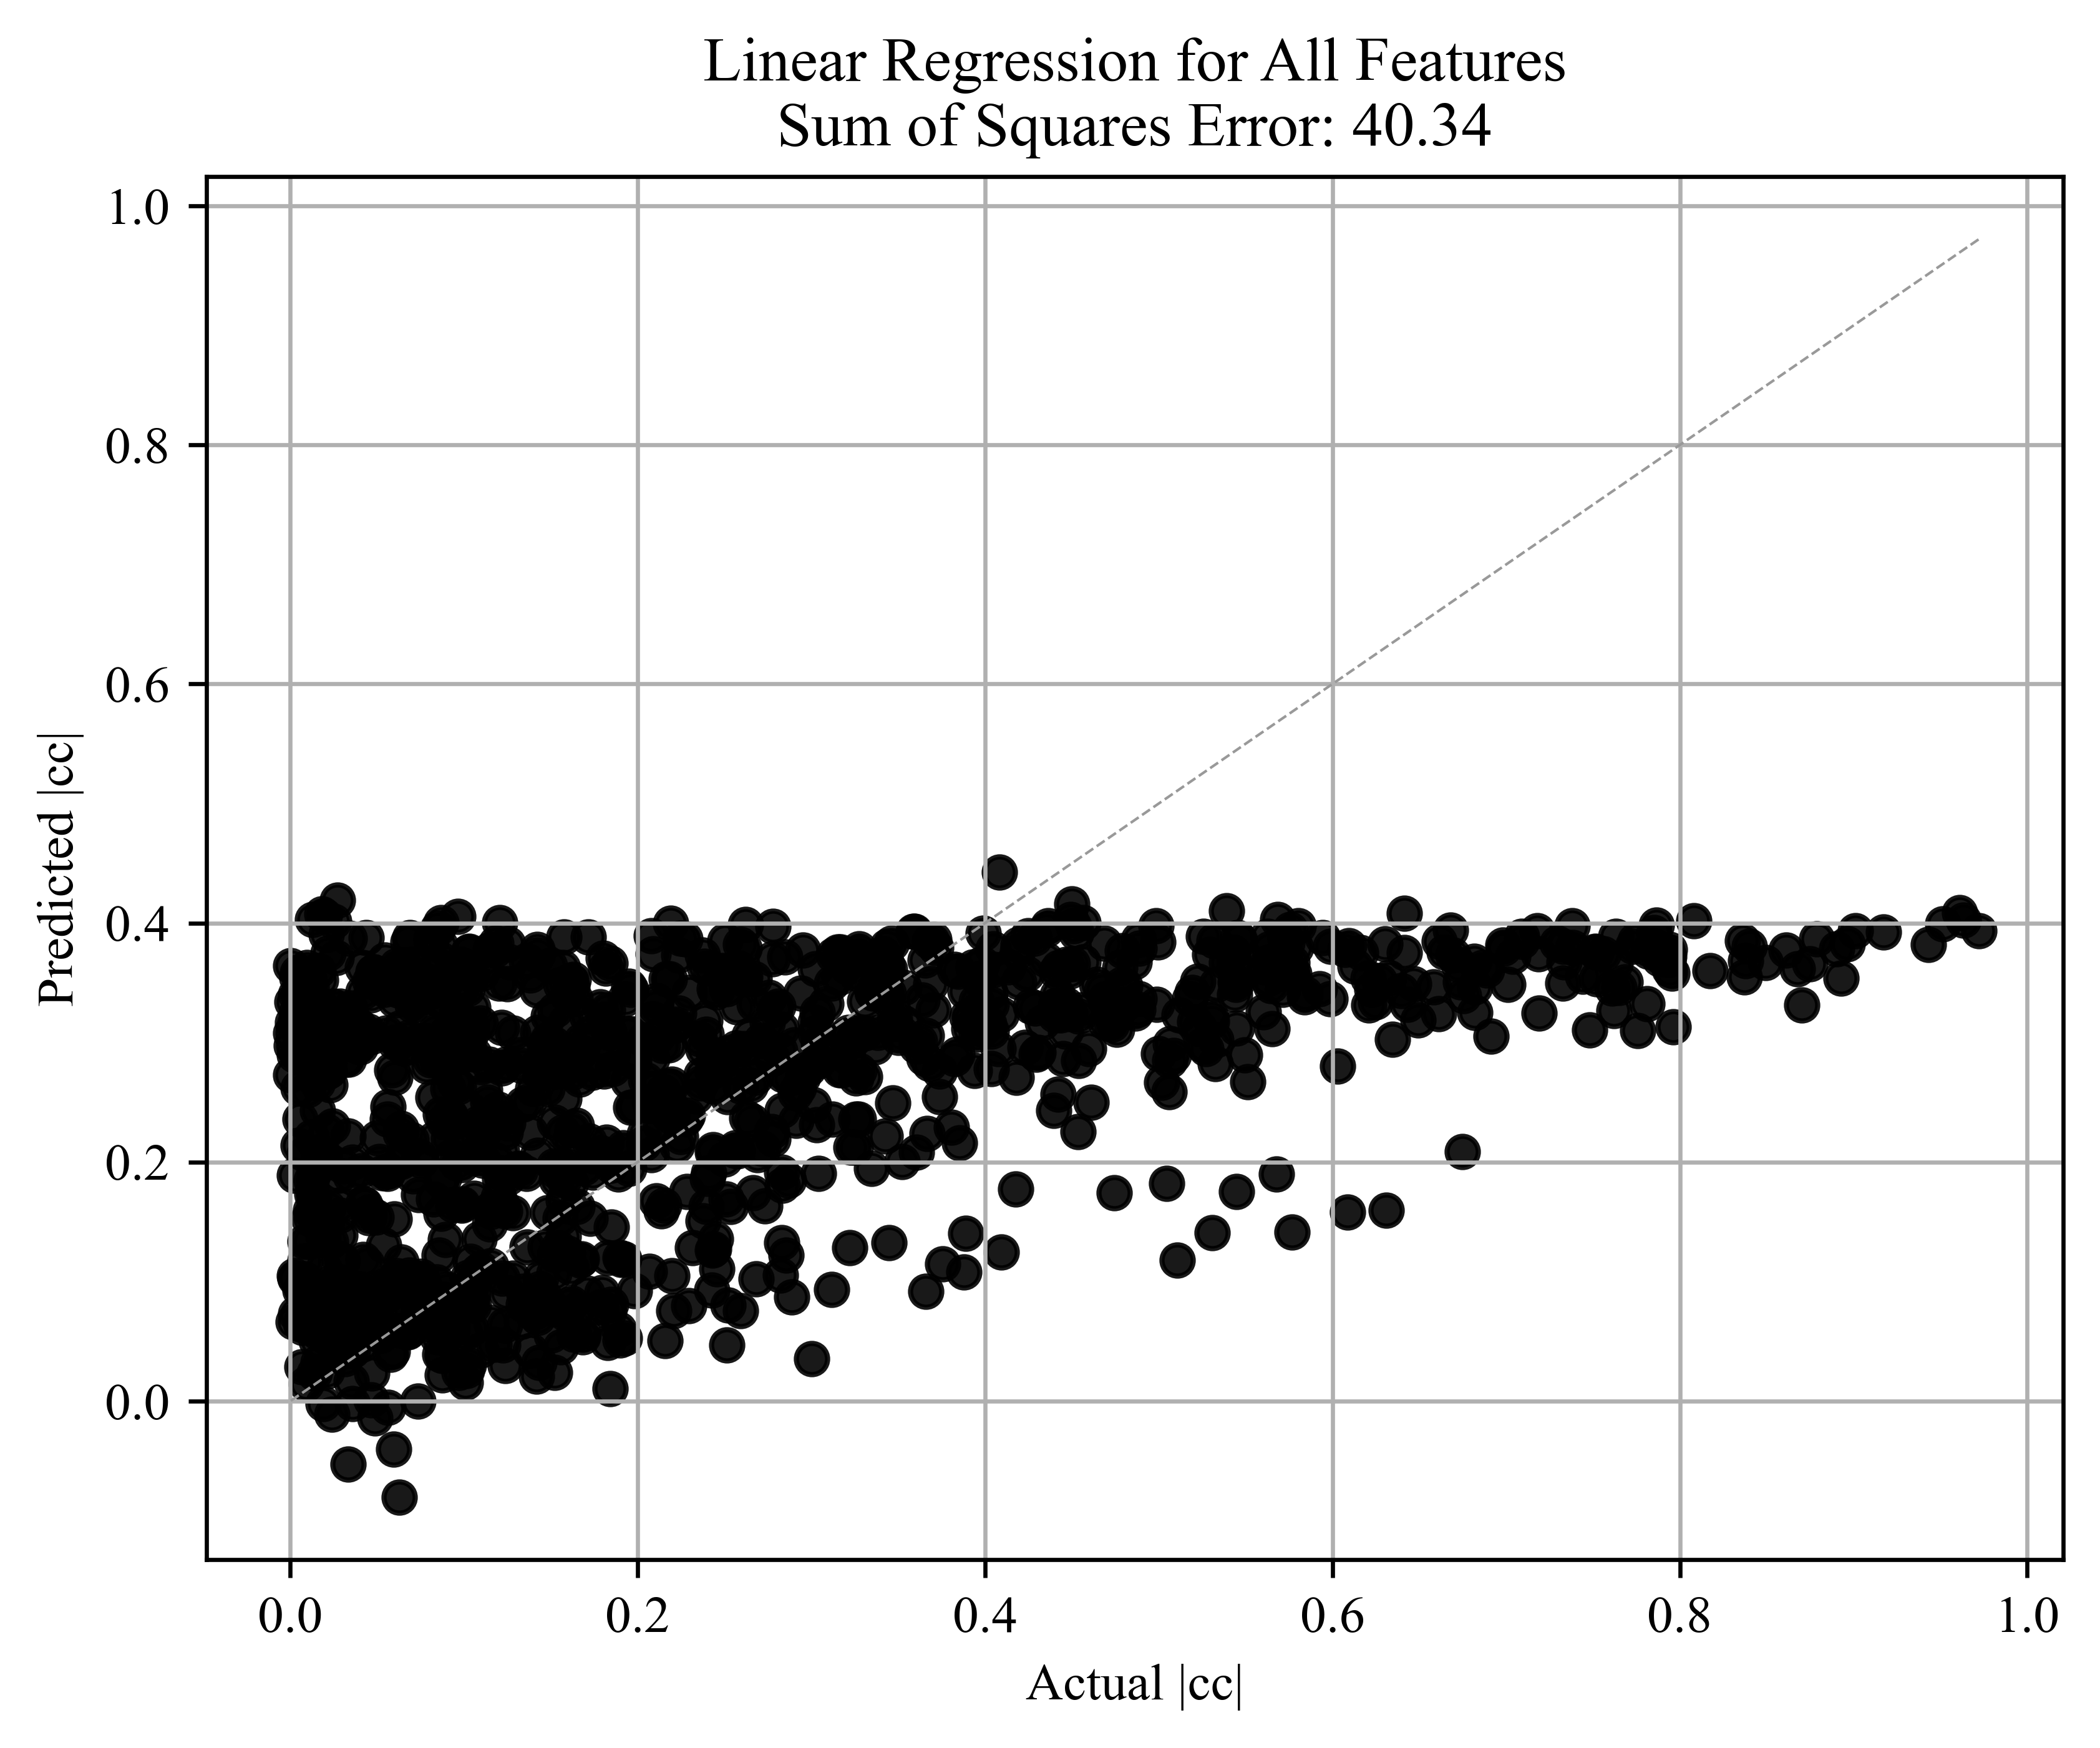 Linear Regression for All Features
Sum of Squares Error: 40.34
Predicted |cc|
1.0
0.8
0.6
0.4
0.2
0.0
0.0 0.2 0.4 0.6 0.8 1.0
Actual |cc|